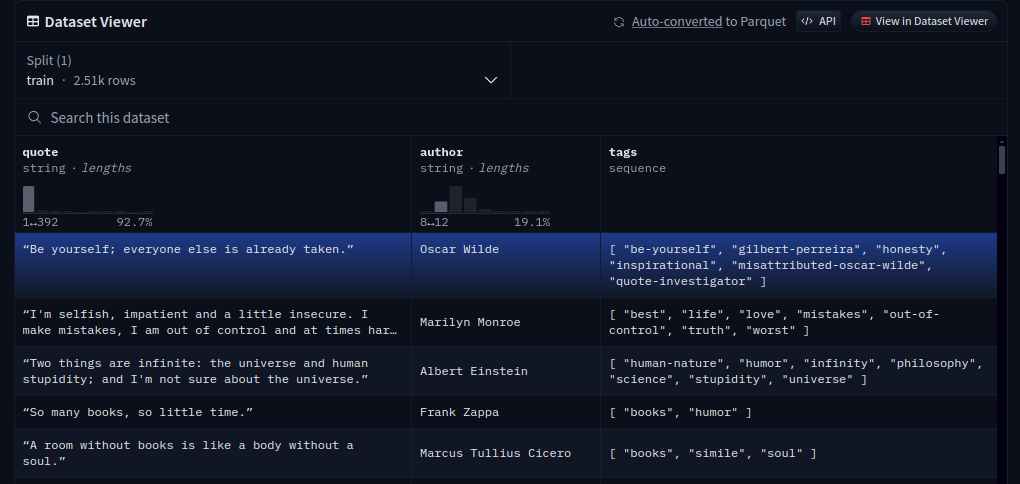 Dataset Viewer
Auto-converted to Parquet
</> API
View in Dataset Viewer
Split (1)
train · 2.51k rows
Search this dataset
quote
string · lengths
1↔392 92.7%
author
string · lengths
8↔12 19.1%
tags
sequence
“Be yourself; everyone else is already taken.”
Oscar Wilde
[ "be-yourself", "gilbert-perreira", "honesty",
"inspirational", "misattributed-oscar-wilde",
"quote-investigator" ]
“I'm selfish, impatient and a little insecure. I
make mistakes, I am out of control and at times har…
Marilyn Monroe
[ "best", "life", "love", "mistakes", "out-of-
control", "truth", "worst" ]
“Two things are infinite: the universe and human
stupidity; and I'm not sure about the universe.”
Albert Einstein
[ "human-nature", "humor", "infinity", "philosophy",
"science", "stupidity", "universe" ]
“So many books, so little time.”
Frank Zappa
[ "books", "humor" ]
“A room without books is like a body without a
soul.”
Marcus Tullius Cicero
[ "books", "simile", "soul" ]